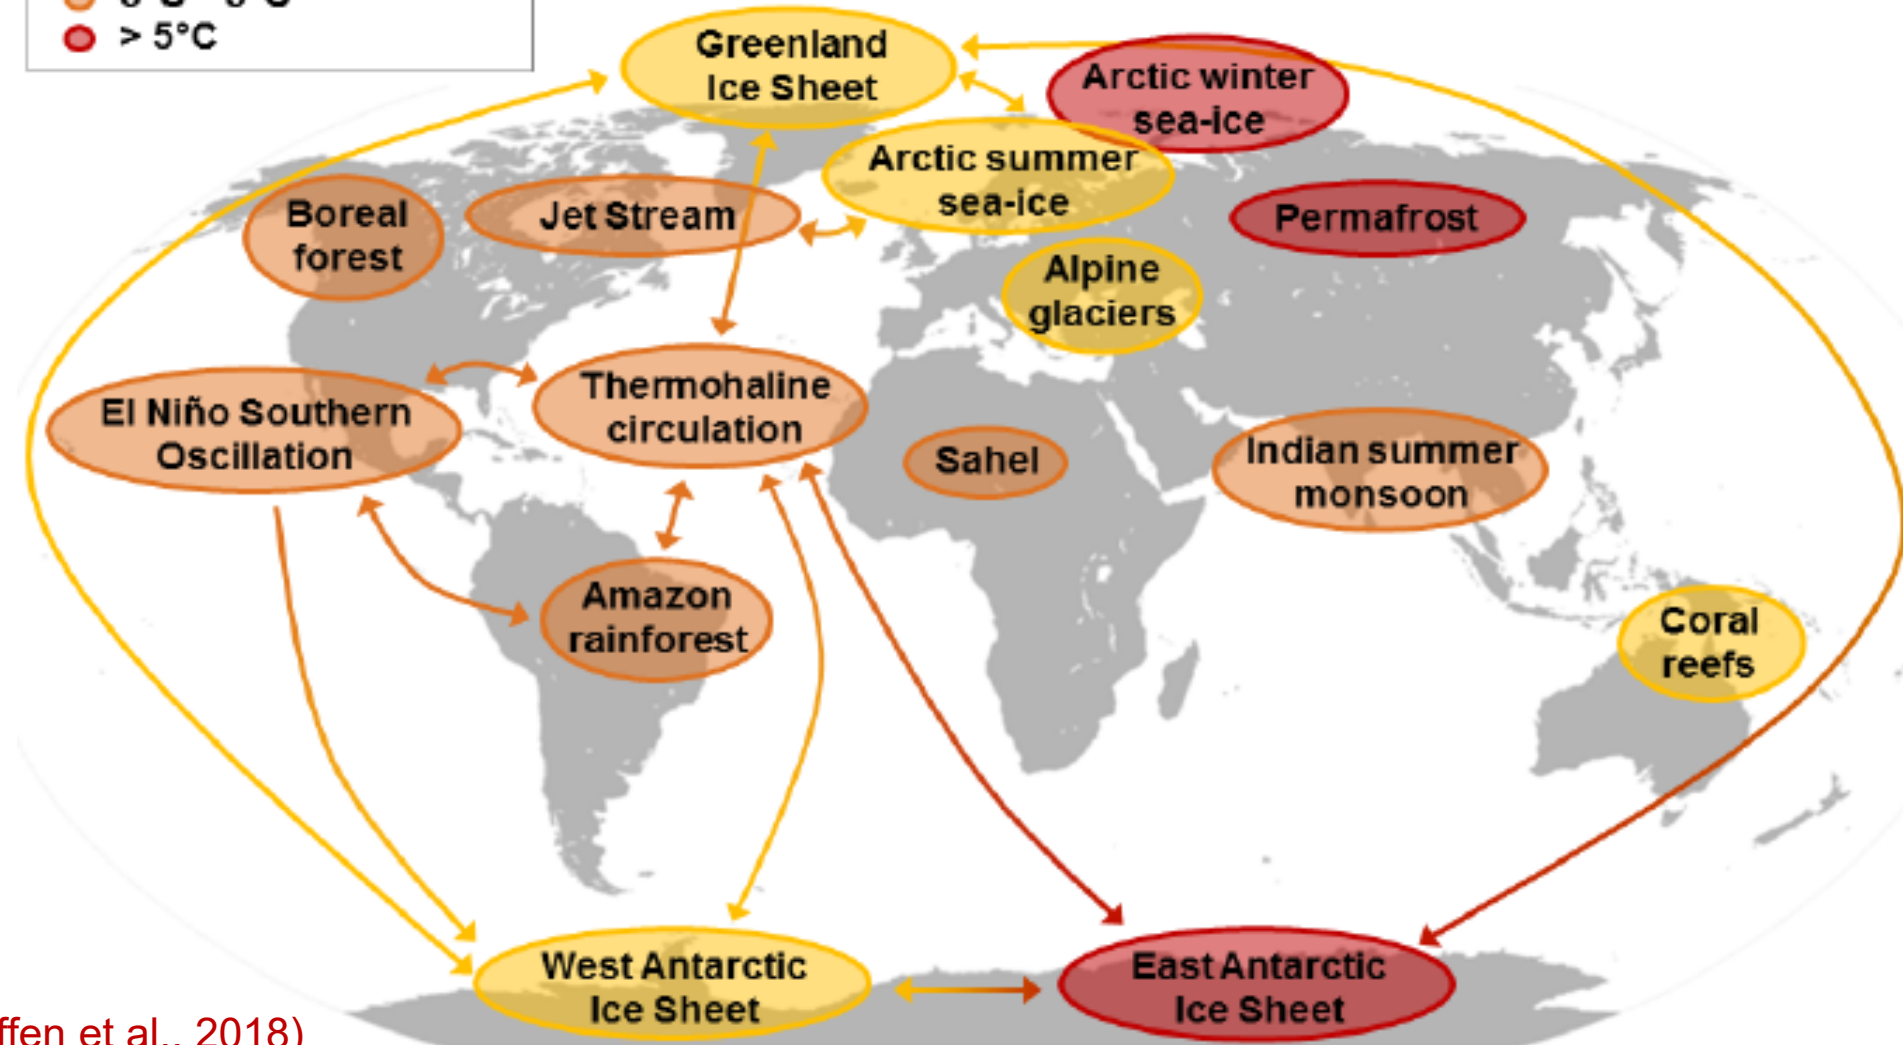 > 5°C
Greenland
Ice Sheet
Arctic winter
sea-ice
Arctic summer
sea-ice
Boreal
forest
Jet Stream
Permafrost
Alpine
glaciers
El Niño Southern
Oscillation
Thermohaline
circulation
Sahel
Indian summer
monsoon
Amazon
rainforest
Coral
reefs
West Antarctic
Ice Sheet
East Antarctic
Ice Sheet
et al., 2018)